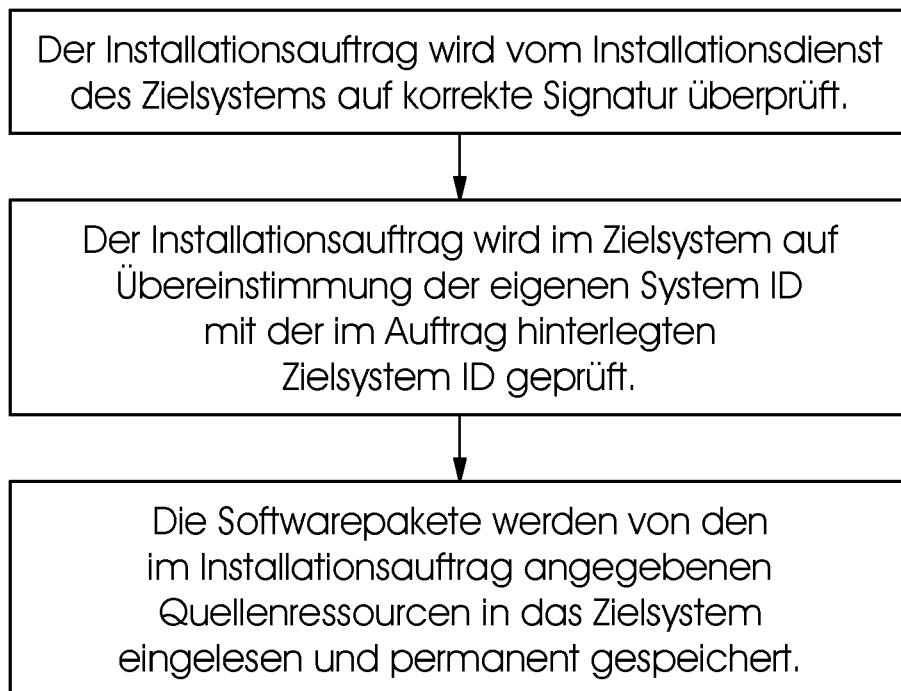 Der Installationsauftrag wird vom Installationsdienst
des Zielsystems auf korrekte Signatur überprüft.
Der Installationsauftrag wird im Zielsystem auf
Übereinstimmung der eigenen System ID
mit der im Auftrag hinterlegten
Zielsystem ID geprüft.
Die Softwarepakete werden von den
im Installationsauftrag angegebenen
Quellenressourcen in das Zielsystem
eingelesen und permanent gespeichert.